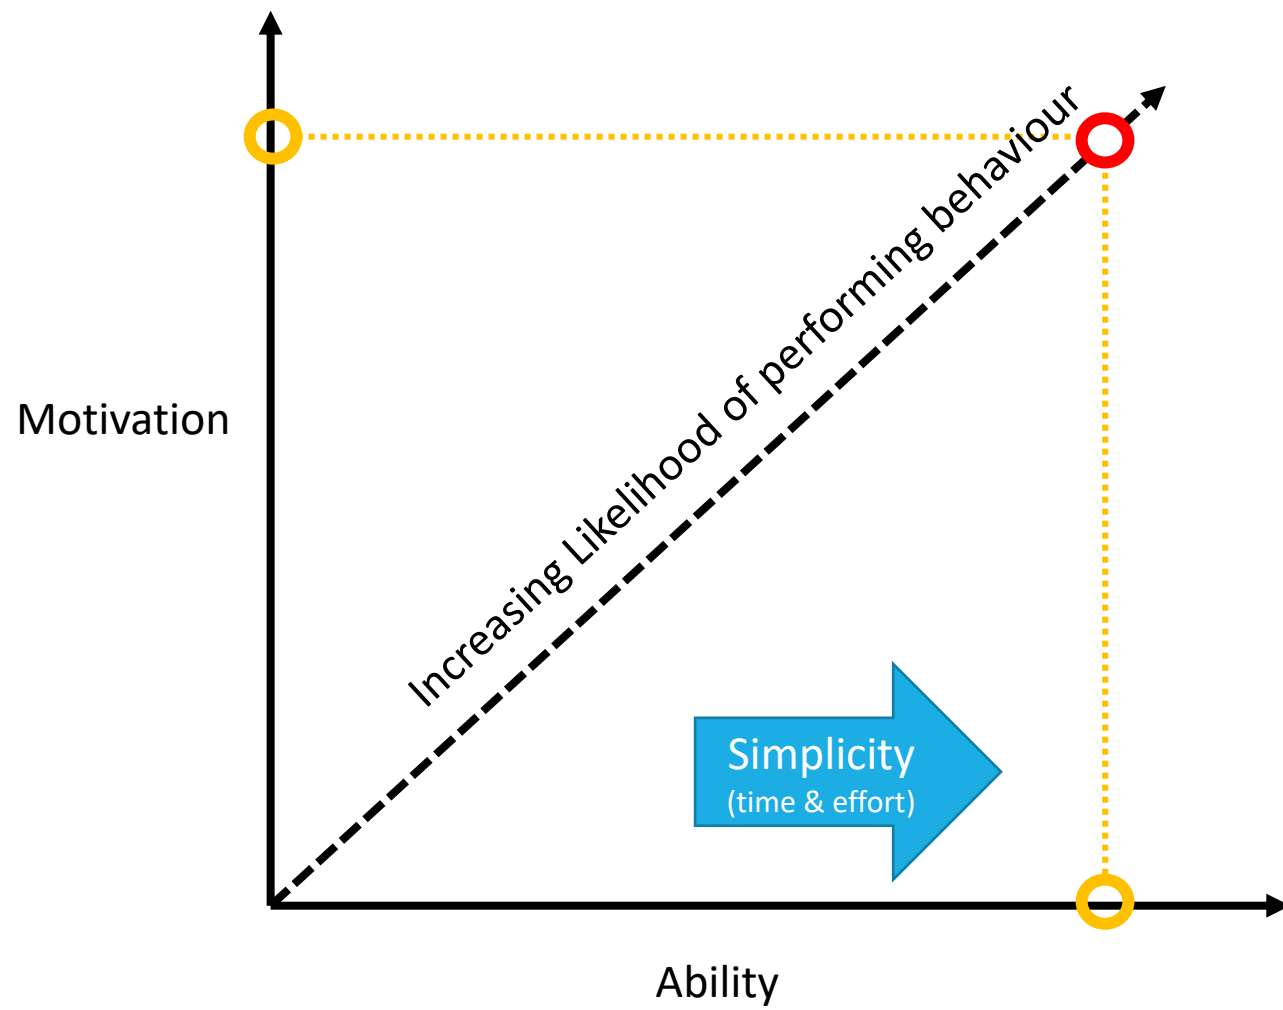 Increasing Likelihood of performing behaviour
Motivation
Simplicity
(time & effort)
Ability